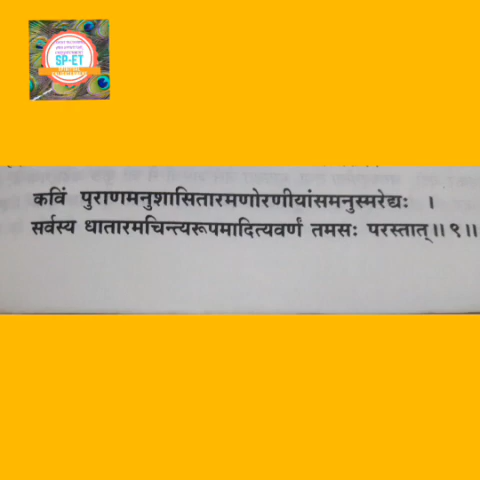 SP-ET
कविं पुराणमनुशासितारमणोरणीयांसमनुस्मरेद्यः ।
सर्वस्य धातारमचिन्त्यरूपमादित्यवर्णं तमसः परस्तात्॥९॥